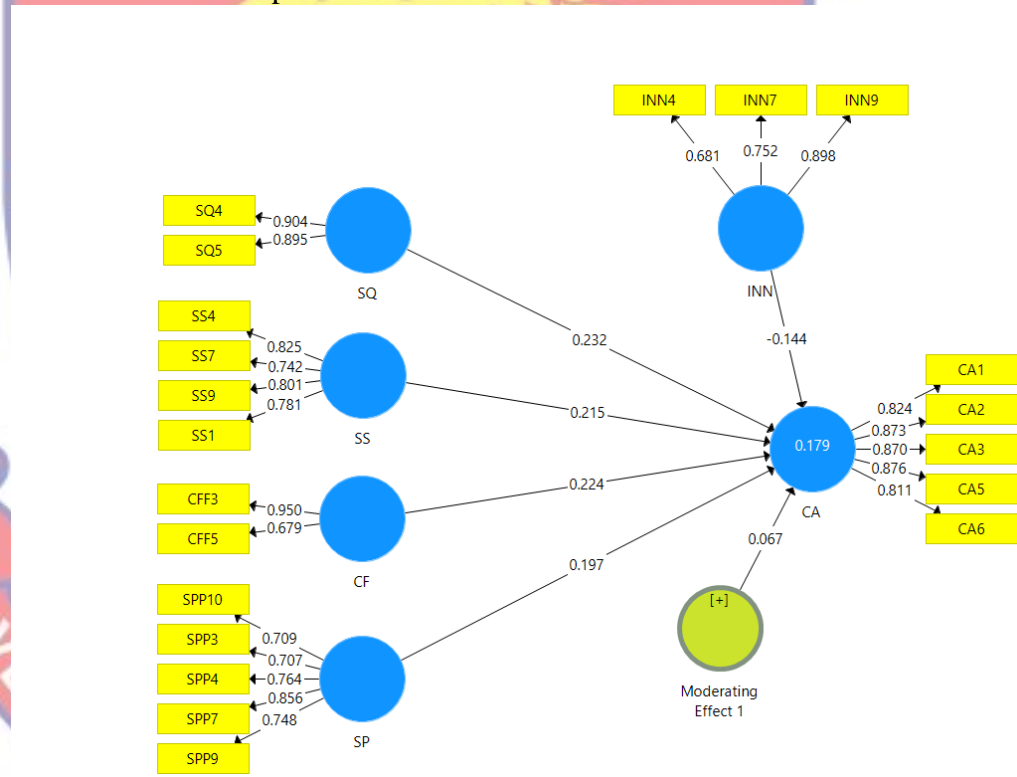 INN4 INN7 INN9
0.681 0.752 0.898
INN
-0.144
SQ4
SQ5
0.904
0.895
SQ
0.232
SS4
SS7
SS9
SS1
0.825
0.742
0.801
0.781
SS
0.215
CFF3
CFF5
0.950
0.679
CF
0.224
SPP10
SPP3
SPP4
SPP7
SPP9
0.709
0.707
0.764
0.856
0.748
SP
0.197
0.179
CA
0.824
0.873
0.870
0.876
0.811
CA1
CA2
CA3
CA5
CA6
0.067
[+]
Moderating
Effect 1